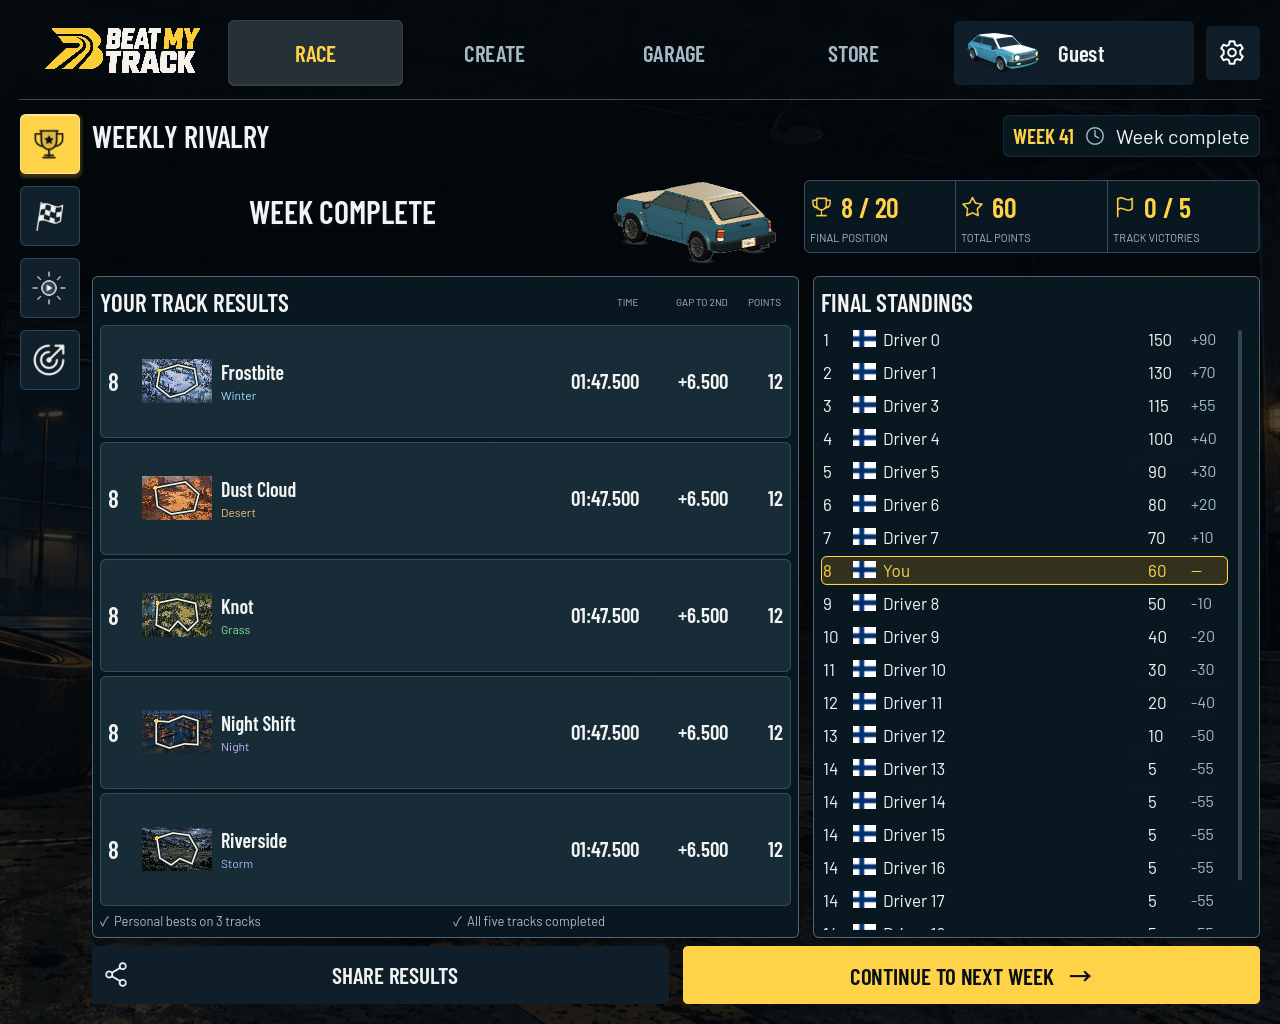 BEAT MY TRACK
RACE
CREATE
GARAGE
STORE
Guest
WEEKLY RIVALRY
WEEK 41 Week complete
WEEK COMPLETE
8 / 20
FINAL POSITION
60
TOTAL POINTS
0 / 5
TRACK VICTORIES
YOUR TRACK RESULTS TIME GAP TO 2ND POINTS
8 Frostbite 01:47.500 +6.500 12
Winter
8 Dust Cloud 01:47.500 +6.500 12
Desert
8 Knot 01:47.500 +6.500 12
Grass
8 Night Shift 01:47.500 +6.500 12
Night
8 Riverside 01:47.500 +6.500 12
Storm
✓ Personal bests on 3 tracks
✓ All five tracks completed
FINAL STANDINGS
1 Driver 0 150 +90
2 Driver 1 130 +70
3 Driver 3 115 +55
4 Driver 4 100 +40
5 Driver 5 90 +30
6 Driver 6 80 +20
7 Driver 7 70 +10
8 You 60 —
9 Driver 8 50 -10
10 Driver 9 40 -20
11 Driver 10 30 -30
12 Driver 11 20 -40
13 Driver 12 10 -50
14 Driver 13 5 -55
14 Driver 14 5 -55
14 Driver 15 5 -55
14 Driver 16 5 -55
14 Driver 17 5 -55
SHARE RESULTS
CONTINUE TO NEXT WEEK →